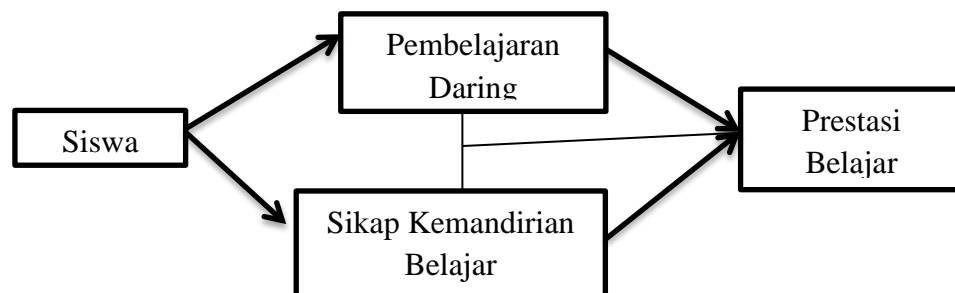 Siswa
Pembelajaran
Daring
Sikap Kemandirian
Belajar
Prestasi
Belajar